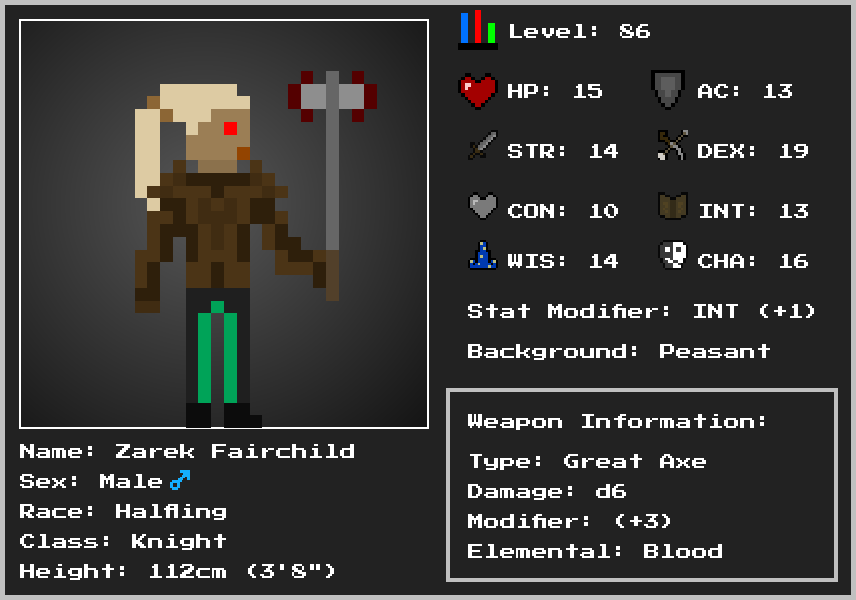 Level: 86
HP: 15
AC: 13
STR: 14
DEX: 19
CON: 10
INT: 13
WIS: 14
CHA: 16
Stat Modifier: INT (+1)
Background: Peasant
Weapon Information:
Type: Great Axe
Damage: d6
Modifier: (+3)
Elemental: Blood
Name: Zarek Fairchild
Sex: Male♂
Race: Halfling
Class: Knight
Height: 112cm (3'8")